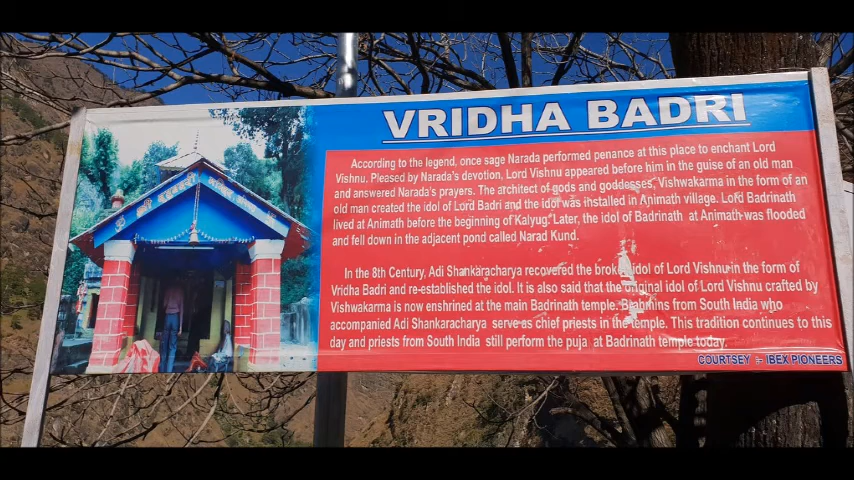 VRIDHA BADRI
According to the legend, once sage Narada performed penance at this place to enchant Lord
Vishnu. Pleased by Narada's devotion, Lord Vishnu appeared before him in the guise of an old man
and answered Narada's prayers. The architect of gods and goddesses, Vishwakarma in the form of an
old man created the idol of Lord Badri and the idol was installed in Animath village. Lord Badrinath
lived at Animath before the beginning of Kalyug. Later, the idol of Badrinath at Animath was flooded
and fell down in the adjacent pond called Narad Kund.
In the 8th Century, Adi Shankaracharya recovered the broken idol of Lord Vishnu in the form of
Vridha Badri and re-established the idol. It is also said that the original idol of Lord Vishnu crafted by
Vishwakarma is now enshrined at the main Badrinath temple. Brahmins from South India who
accompanied Adi Shankaracharya serve as chief priests in the temple. This tradition continues to this
day and priests from South India still perform the puja at Badrinath temple today.
COURTSEY :- IBEX PIONEERS